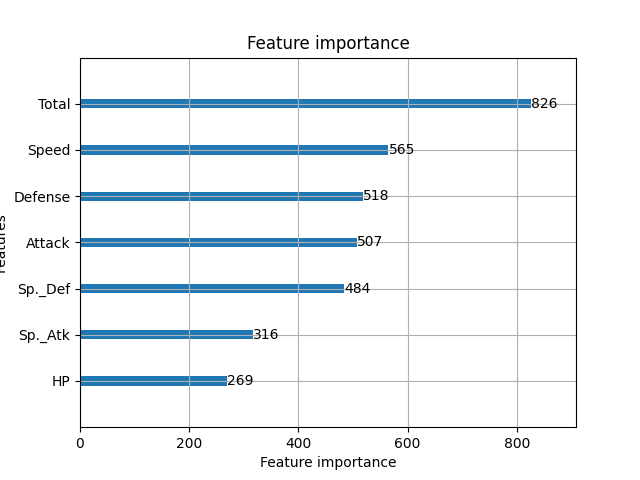 Feature importance
Total 826
Speed 565
Defense 518
Attack 507
Sp._Def 484
Sp._Atk 316
HP 269
0 200 400 600 800
Feature importance